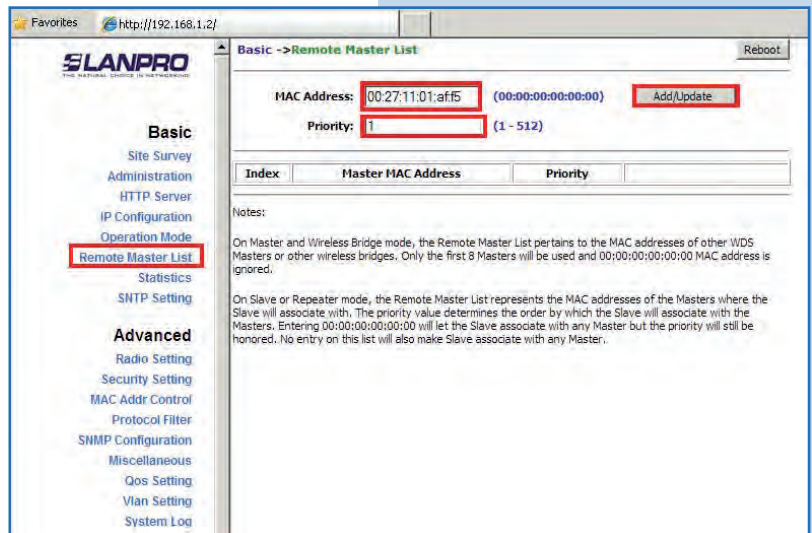 Favorites
http://192.168.1.2/
LANPRO
THE NATURAL CHOICE IN NETWORKING
Basic
Site Survey
Administration
HTTP Server
IP Configuration
Operation Mode
Remote Master List
Statistics
SNTP Setting
Advanced
Radio Setting
Security Setting
MAC Addr Control
Protocol Filter
SNMP Configuration
Miscellaneous
Qos Setting
Vlan Setting
System Log
Basic ->Remote Master List Reboot
MAC Address: 00:27:11:01:af:f5 (00:00:00:00:00:00) Add/Update
Priority: 1 (1 - 512)
Index Master MAC Address Priority
Notes:
On Master and Wireless Bridge mode, the Remote Master List pertains to the MAC addresses of other WDS
Masters or other wireless bridges. Only the first 8 Masters will be used and 00:00:00:00:00:00 MAC address is
ignored.
On Slave or Repeater mode, the Remote Master List represents the MAC addresses of the Masters where the
Slave will associate with. The priority value determines the order by which the Slave will associate with the
Masters. Entering 00:00:00:00:00:00 will let the Slave associate with any Master but the priority will still be
honored. No entry on this list will also make Slave associate with any Master.